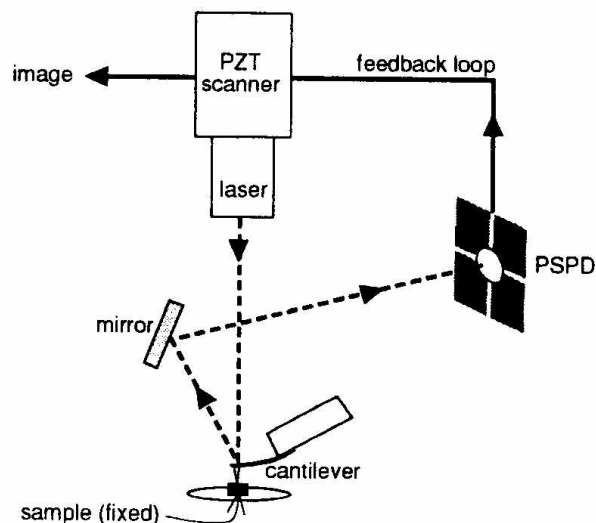 PZT
scanner
image
feedback loop
laser
PSPD
mirror
cantilever
sample (fixed)